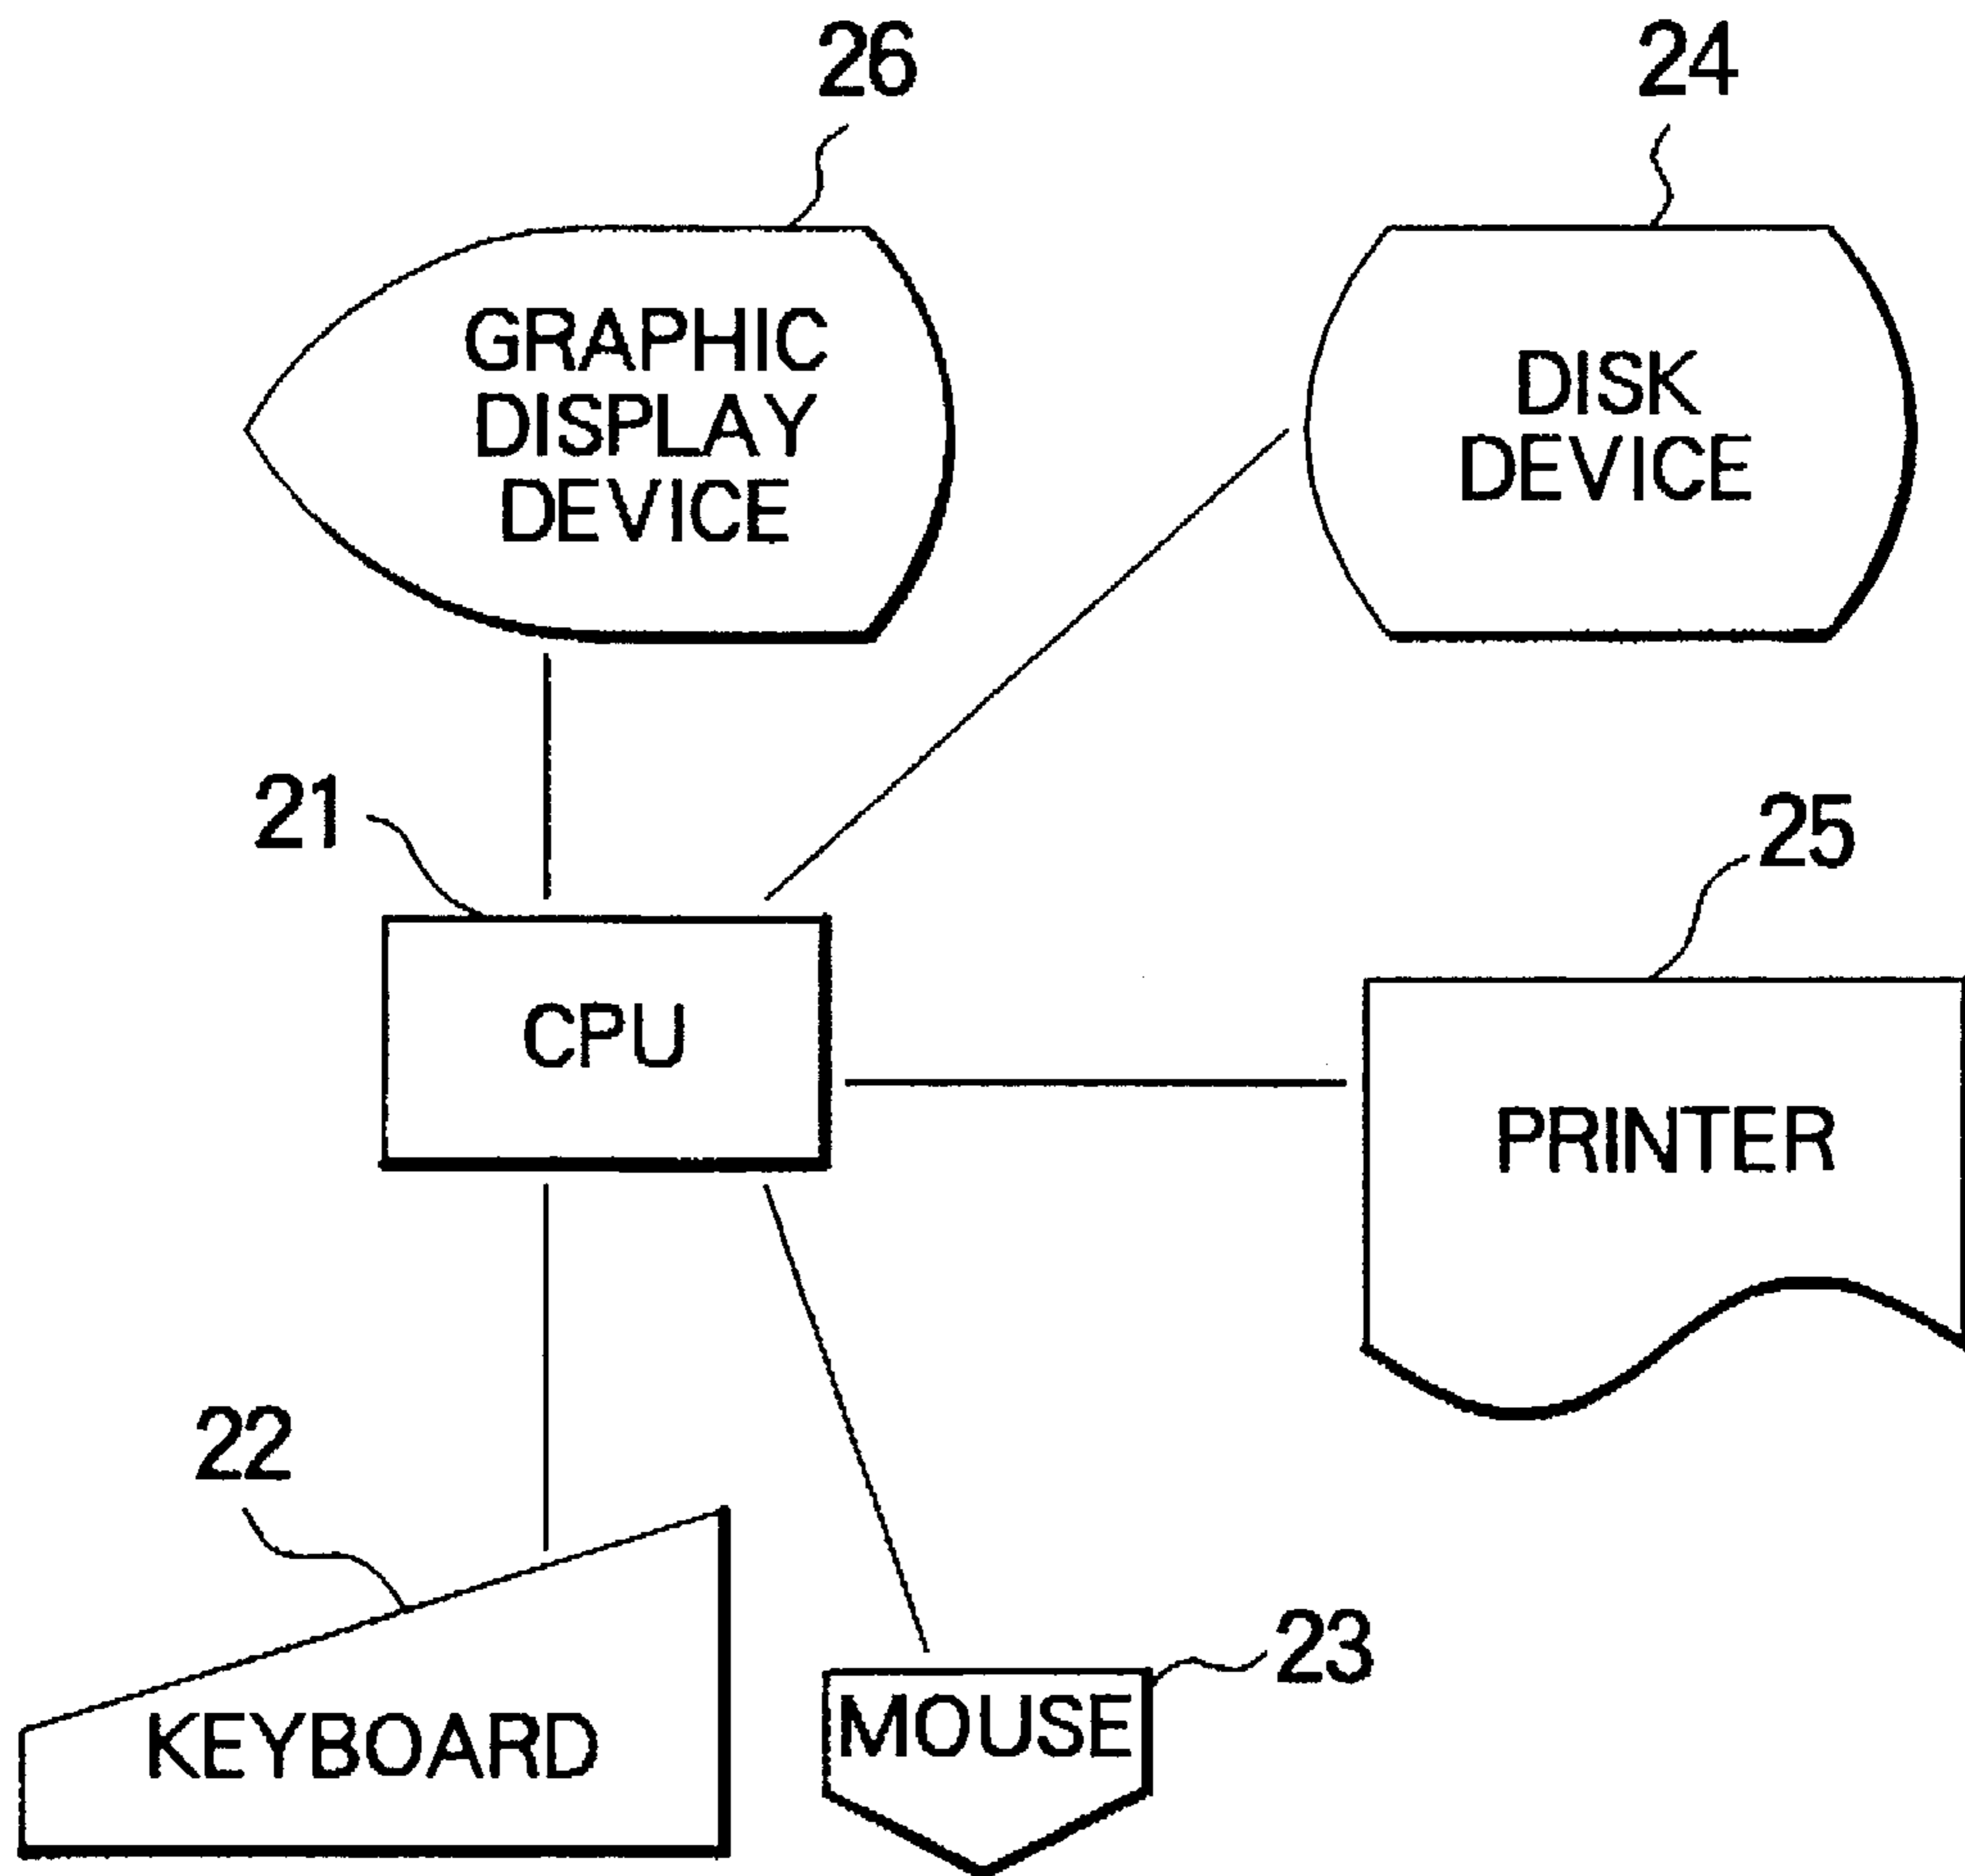 26
24
GRAPHIC
DISPLAY
DEVICE
DISK
DEVICE
21
25
CPU
PRINTER
22
23
KEYBOARD
MOUSE